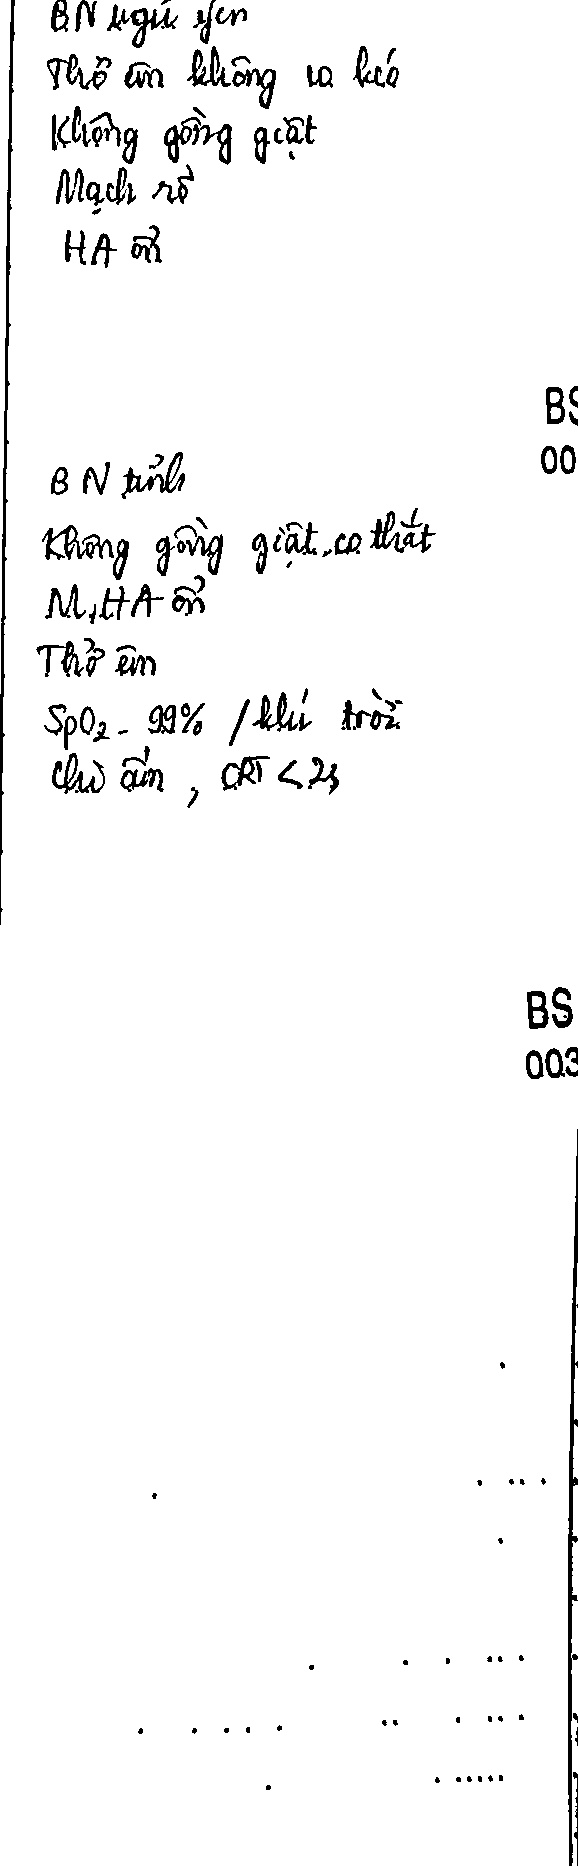 BN ngủ yên
Thở êm không co kéo
Không gồng giật
Mạch rõ
HA ổn
BS
00
BN tỉnh
Không gồng giật, co thắt
M, HA ổn
Thở êm
SpO2 - 99% / khí trời
Chi ấm, CRT < 2s
BS
003